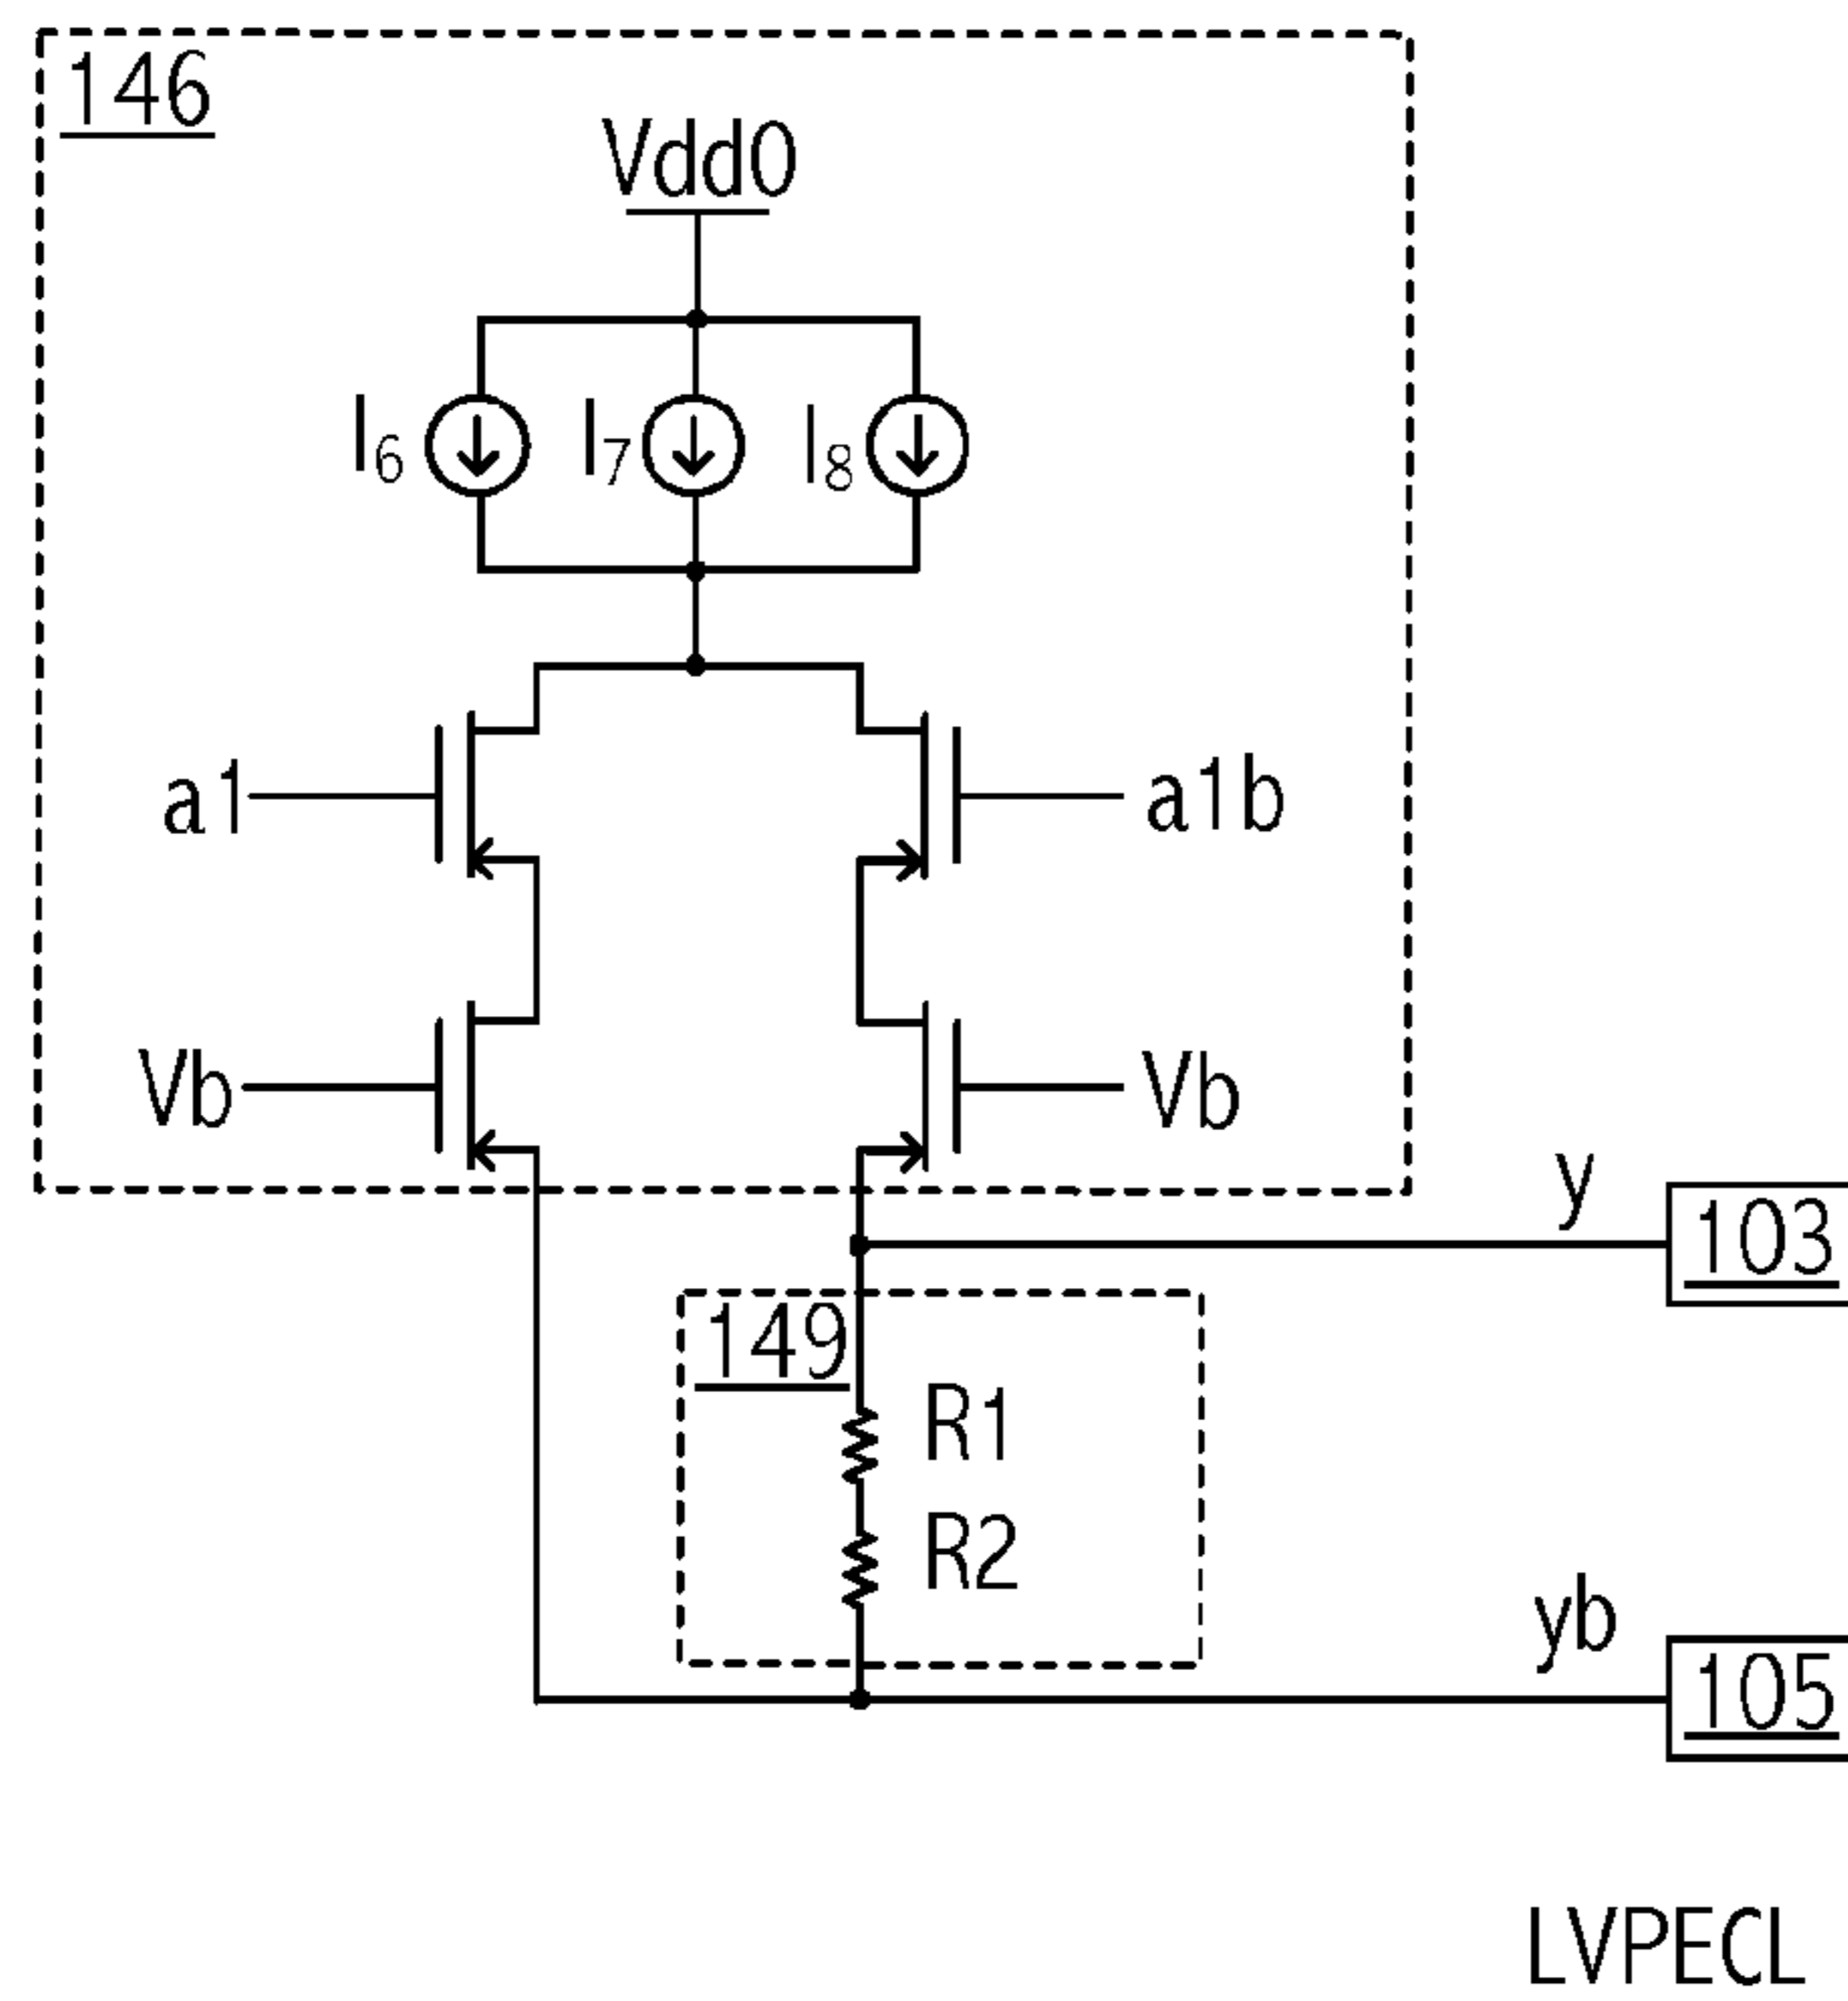 146
Vdd0
I6 I7 I8
a1 a1b
Vb Vb
y
103
149
R1
R2
yb
105
LVPECL